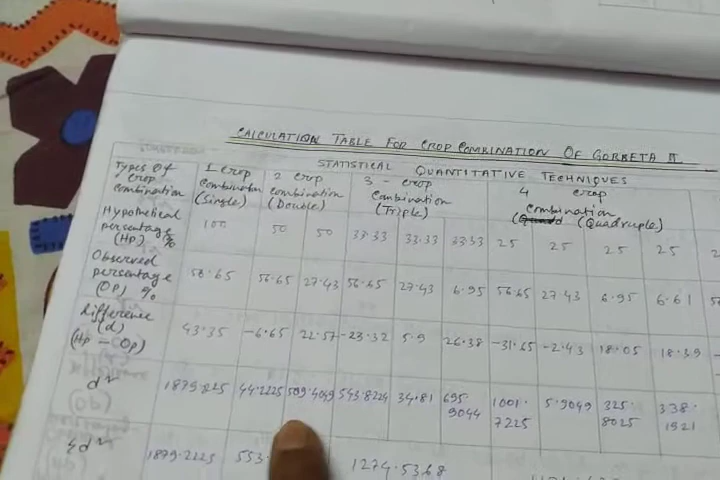 CALCULATION TABLE FOR CROP COMBINATION OF GORBETA II
STATISTICAL QUANTITATIVE TECHNIQUES
Types Of crop combination
1 crop combination (Single)
2 crop combination (Double)
3 - crop combination (Triple)
4 crop combination (Quadruple)
Hypothetical percentage (Hp) %
100 50 50 33.33 33.33 33.33 25 25 25 25
Observed percentage (OP) %
56.65 56.65 27.43 56.65 27.43 6.95 56.65 27.43 6.95 6.61
difference (d) (Hp - Op)
43.35 -6.65 22.57 -23.32 5.9 26.38 -31.65 -2.43 18.05 18.39
d²
1879.225 44.2225 509.4049 543.8224 34.81 695.9044 1001.7225 5.9049 325.8025 338.1921
Σd²
1879.2225 553. 1274.5368